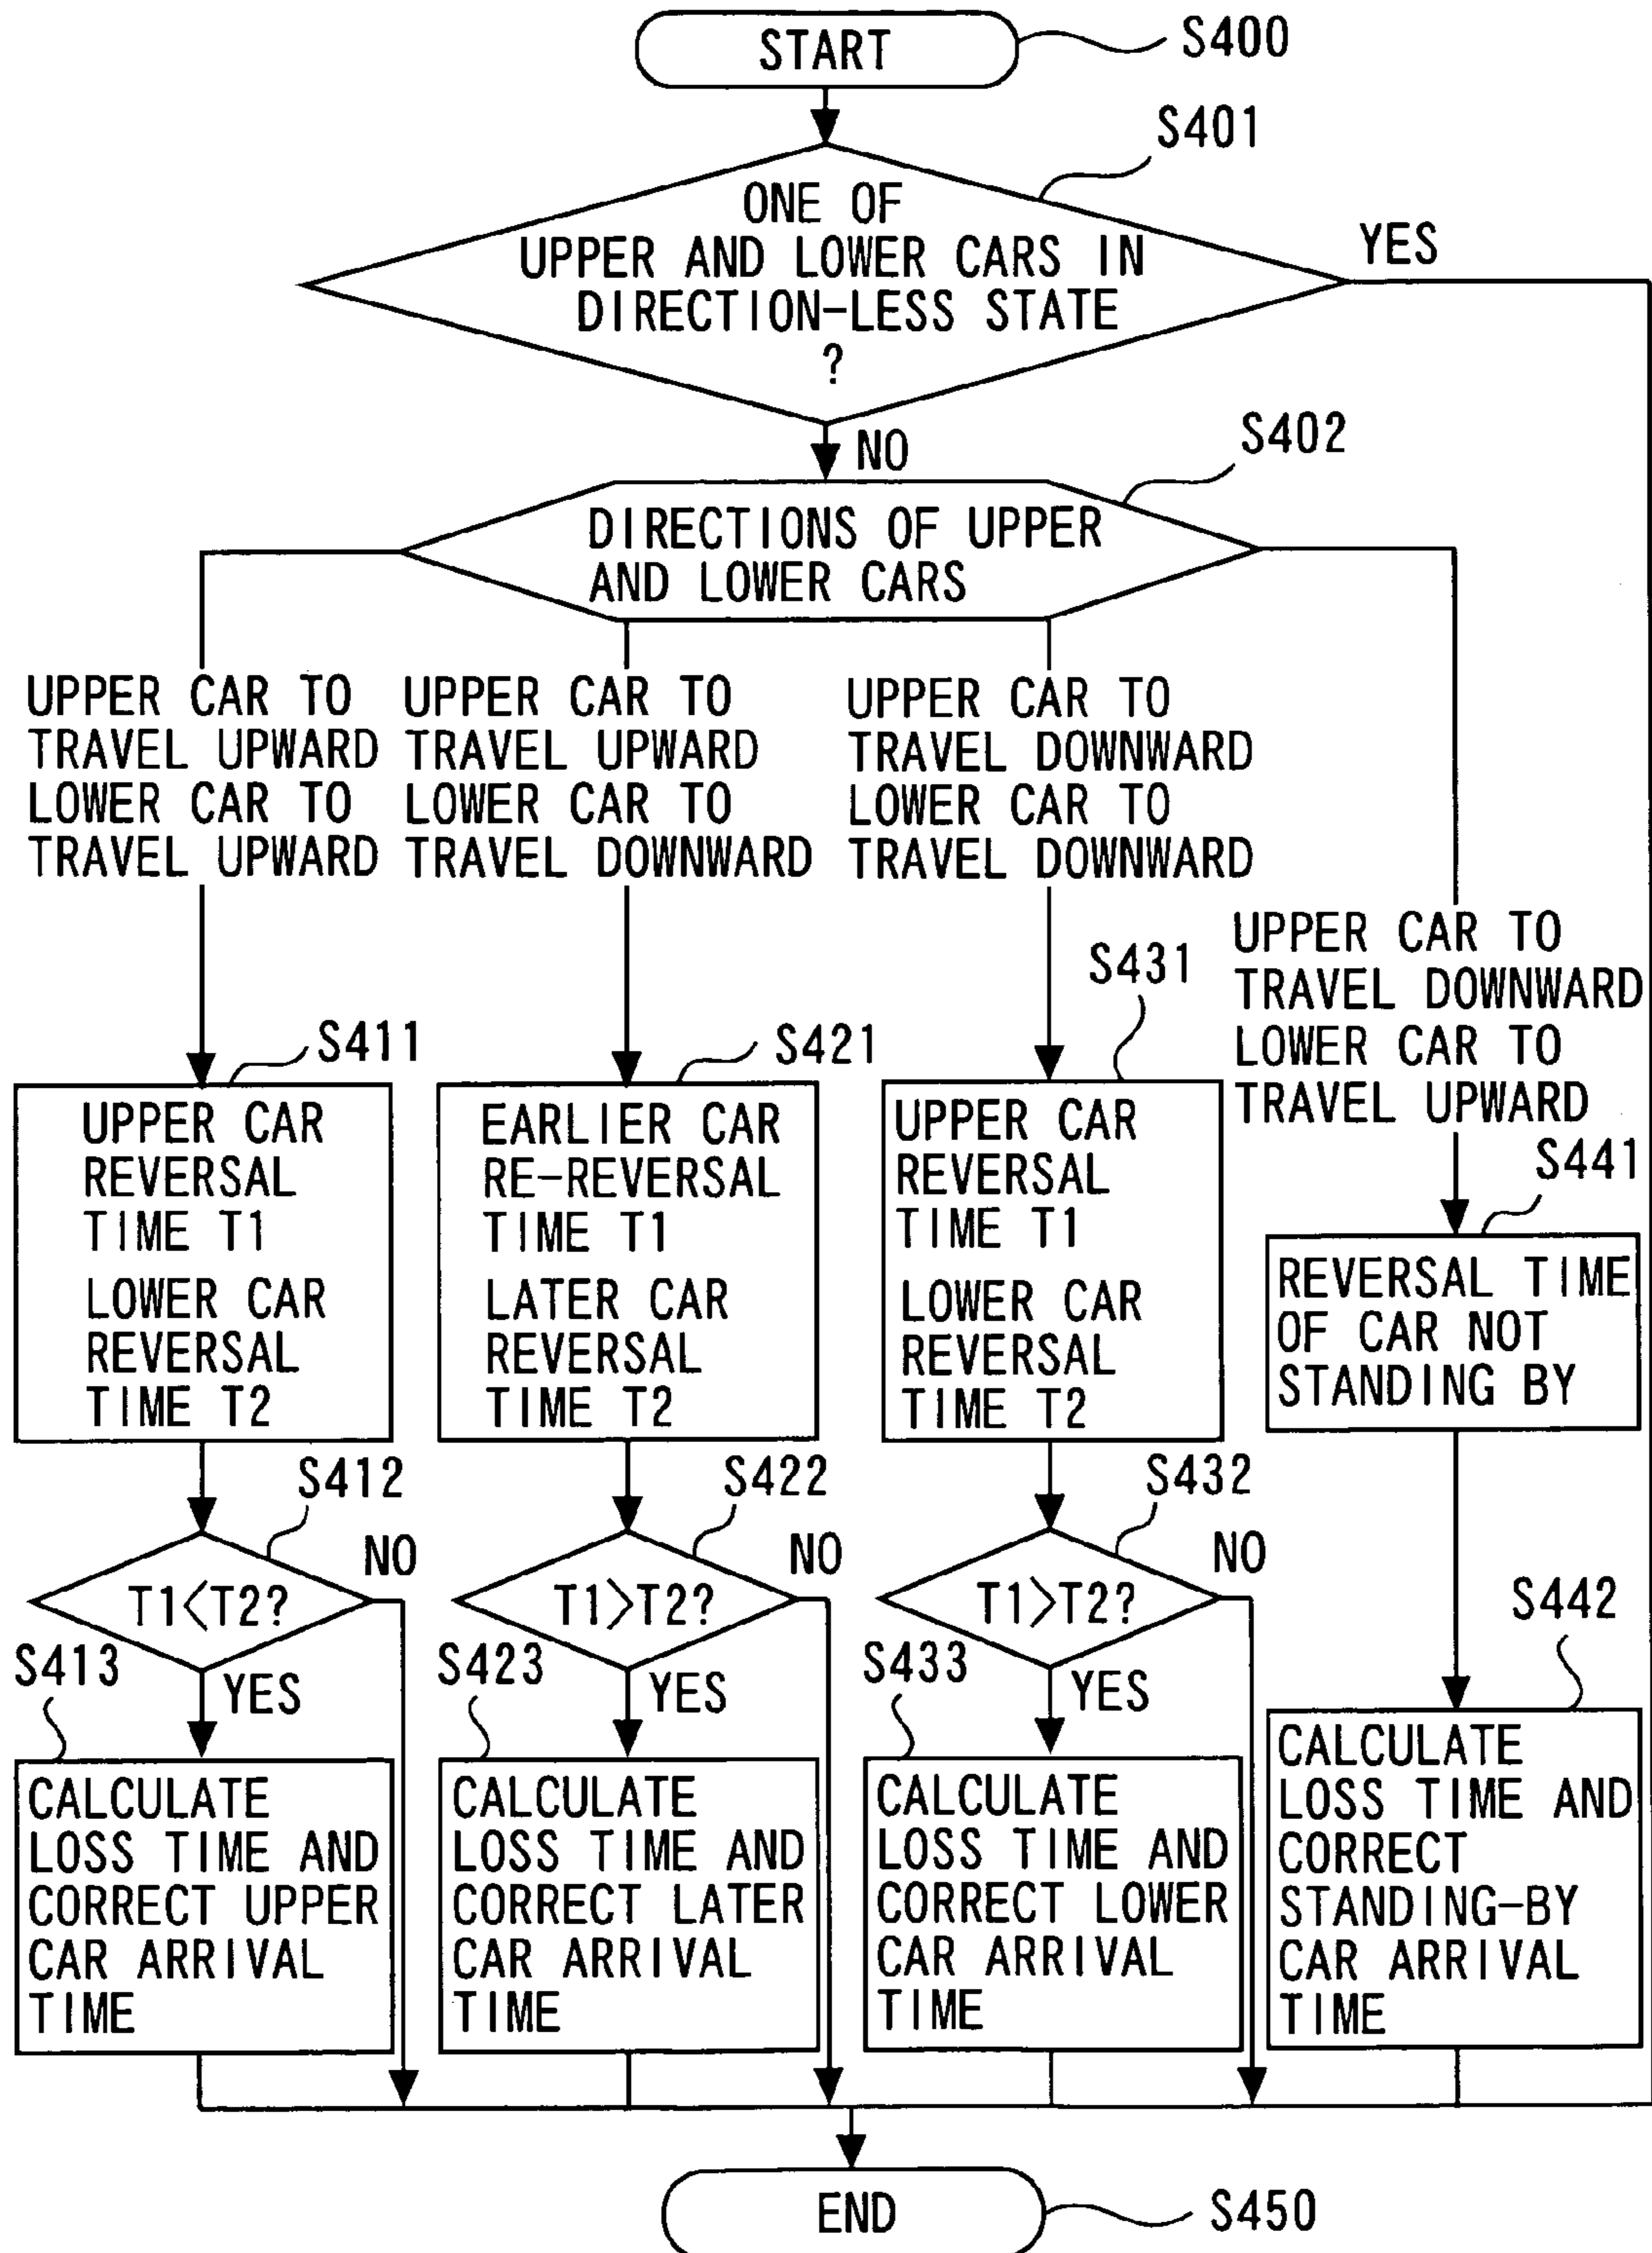 START
S400
S401
ONE OF
UPPER AND LOWER CARS IN
DIRECTION-LESS STATE
?
YES
NO
S402
DIRECTIONS OF UPPER
AND LOWER CARS
UPPER CAR TO
TRAVEL UPWARD
LOWER CAR TO
TRAVEL UPWARD
UPPER CAR TO
TRAVEL UPWARD
LOWER CAR TO
TRAVEL DOWNWARD
UPPER CAR TO
TRAVEL DOWNWARD
LOWER CAR TO
TRAVEL DOWNWARD
UPPER CAR TO
TRAVEL DOWNWARD
LOWER CAR TO
TRAVEL UPWARD
S411
UPPER CAR
REVERSAL
TIME T1
LOWER CAR
REVERSAL
TIME T2
S421
EARLIER CAR
RE-REVERSAL
TIME T1
LATER CAR
REVERSAL
TIME T2
S431
UPPER CAR
REVERSAL
TIME T1
LOWER CAR
REVERSAL
TIME T2
S441
REVERSAL TIME
OF CAR NOT
STANDING BY
S412
T1<T2?
NO
YES
S422
T1>T2?
NO
YES
S432
T1>T2?
NO
YES
S413
CALCULATE
LOSS TIME AND
CORRECT UPPER
CAR ARRIVAL
TIME
S423
CALCULATE
LOSS TIME AND
CORRECT LATER
CAR ARRIVAL
TIME
S433
CALCULATE
LOSS TIME AND
CORRECT LOWER
CAR ARRIVAL
TIME
S442
CALCULATE
LOSS TIME AND
CORRECT
STANDING-BY
CAR ARRIVAL
TIME
END
S450